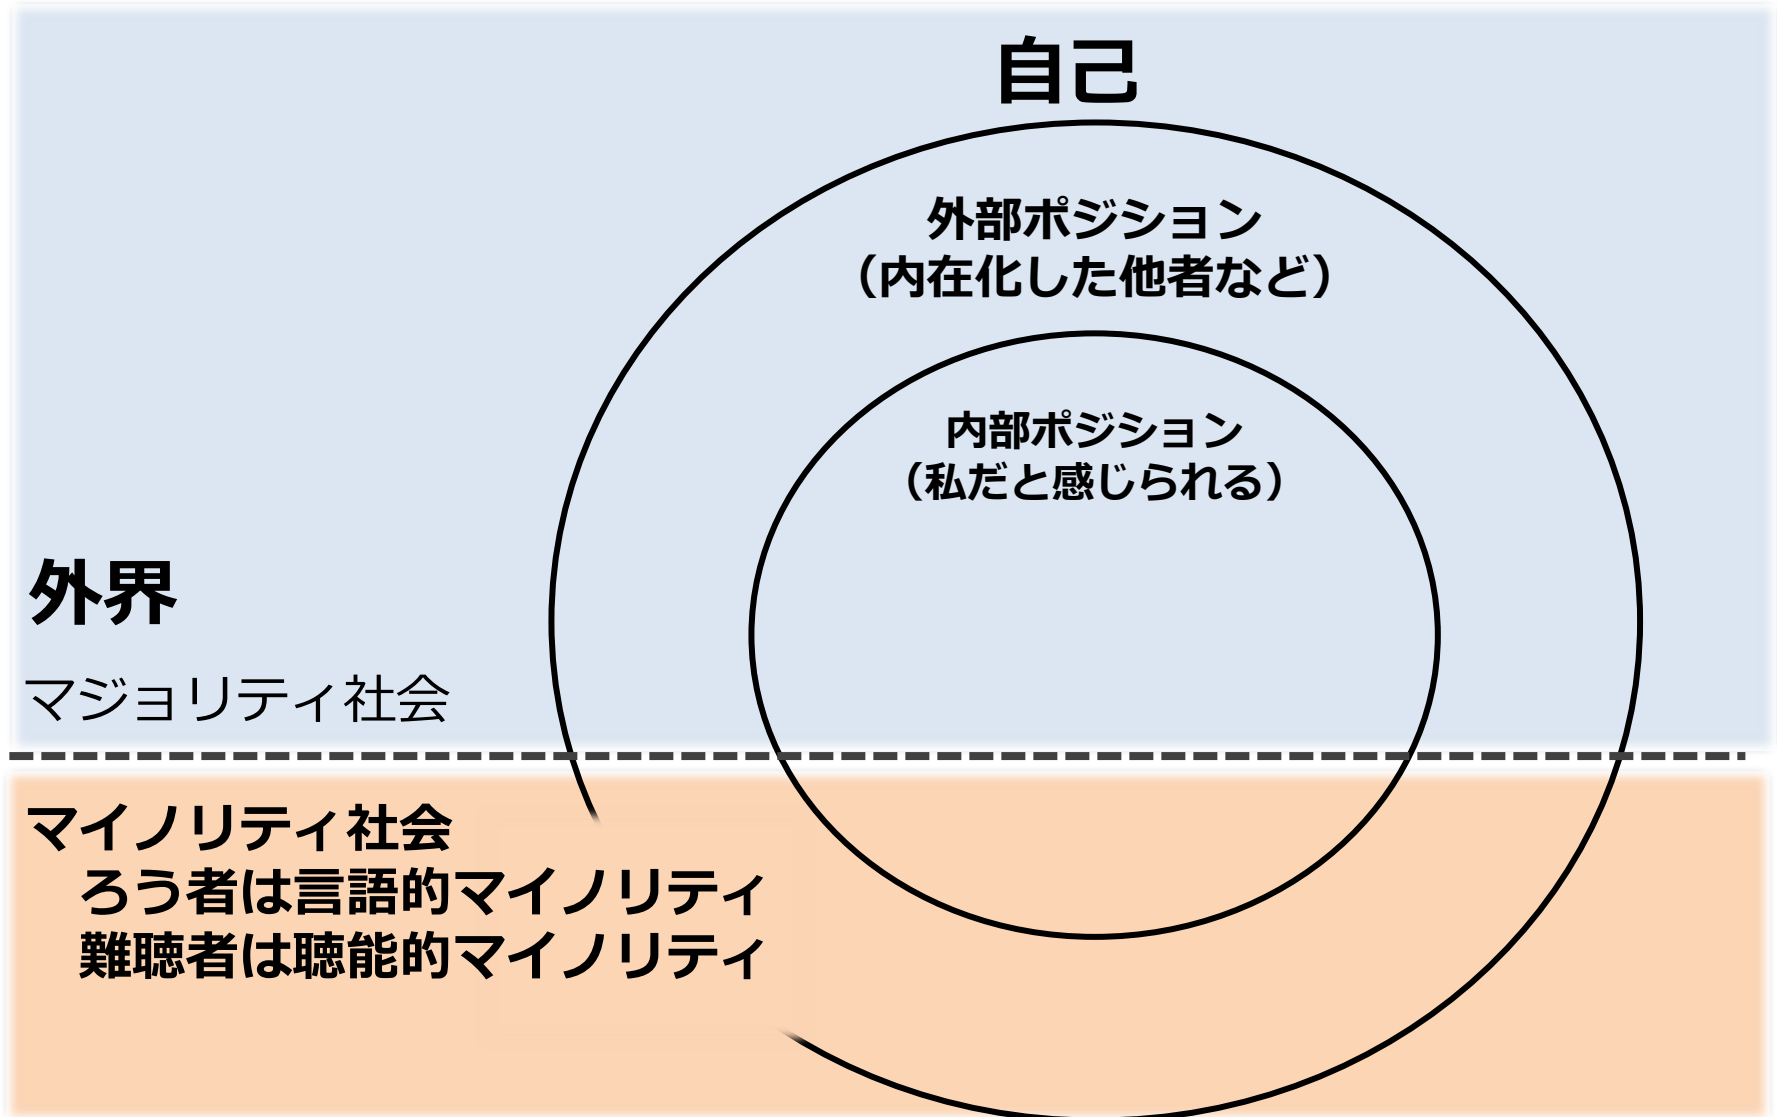 自己
外部ポジション
（内在化した他者など）
内部ポジション
（私だと感じられる）
外界
マジョリティ社会
マイノリティ社会
ろう者は言語的マイノリティ
難聴者は聴能的マイノリティ